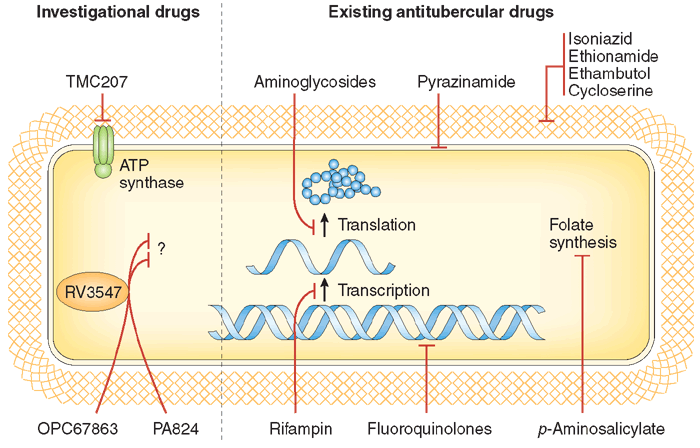 Investigational drugs
Existing antitubercular drugs
Isoniazid
Ethionamide
Ethambutol
Cycloserine
TMC207
Aminoglycosides
Pyrazinamide
ATP
synthase
Translation
Folate
synthesis
?
RV3547
Transcription
OPC67863
PA824
Rifampin
Fluoroquinolones
p-Aminosalicylate